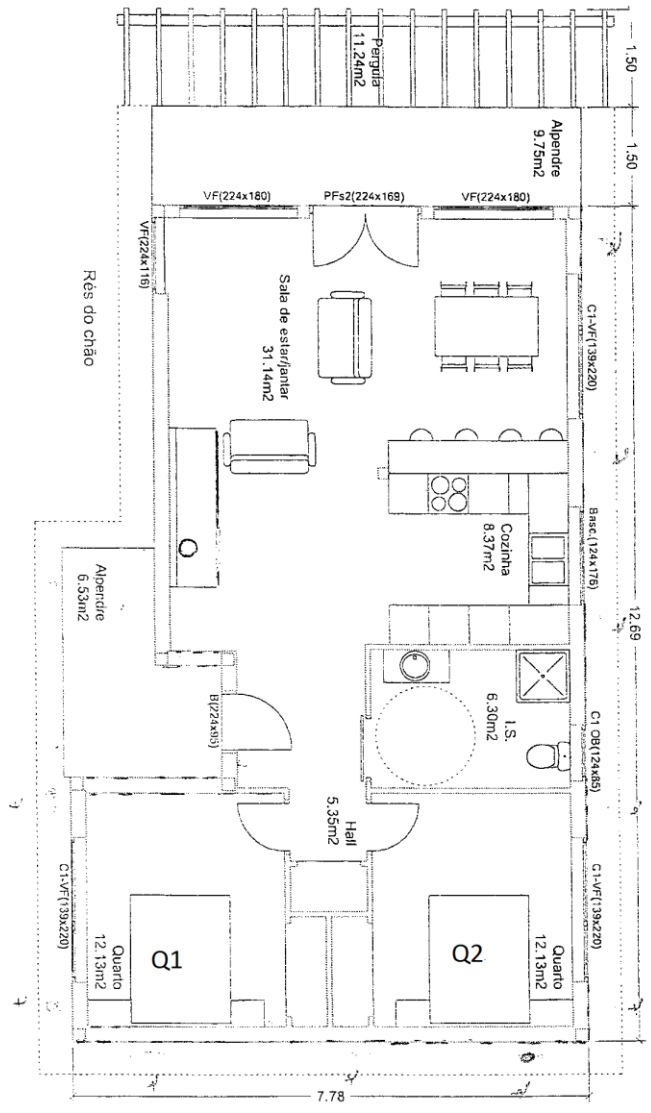 1.50
Pergula
11.24m2
Alpendre
9.75m2
1.50
VF(224x180)
PFs2(224x169)
VF(224x180)
VF(224x116)
Rés do chão
Sala de estar/jantar
31.14m2
C1-VF(139x220)
Cozinha
8.37m2
Basc.(124x176)
12.69
Alpendre
6.53m2
B(224x95)
I.S.
6.30m2
C1 OB(124x85)
Hall
5.35m2
C1-VF(139x220)
Quarto
12.13m2
Q1
Q2
Quarto
12.13m2
C1-VF(139x220)
7.78